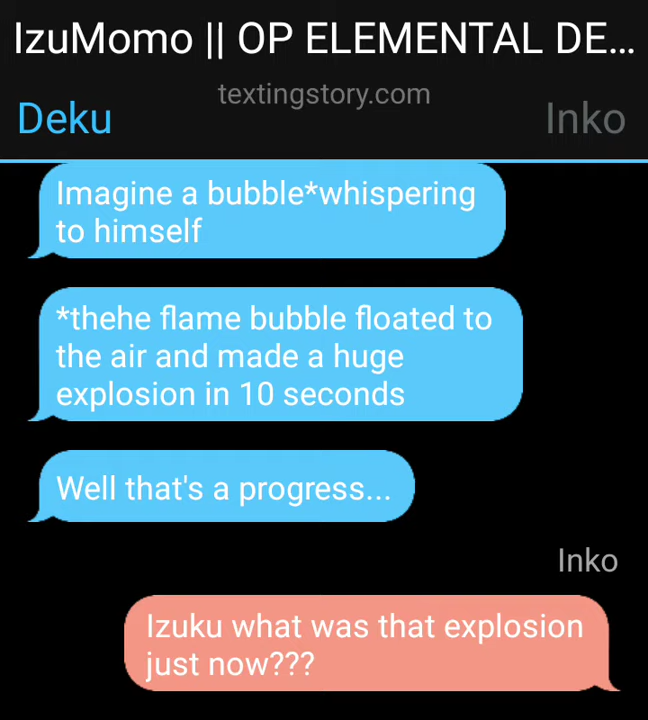 IzuMomo || OP ELEMENTAL DE...
textingstory.com
Deku
Inko
Imagine a bubble*whispering
to himself
*thehe flame bubble floated to
the air and made a huge
explosion in 10 seconds
Well that's a progress...
Inko
Izuku what was that explosion
just now???